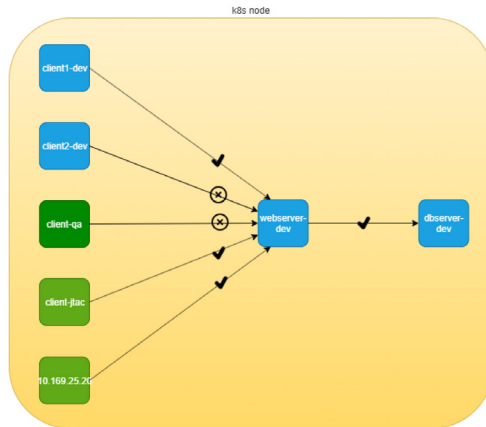 k8s node
client1-dev
client2-dev
client-qa
webserver-
dev
dbserver-
dev
client-jtac
10.169.25.20